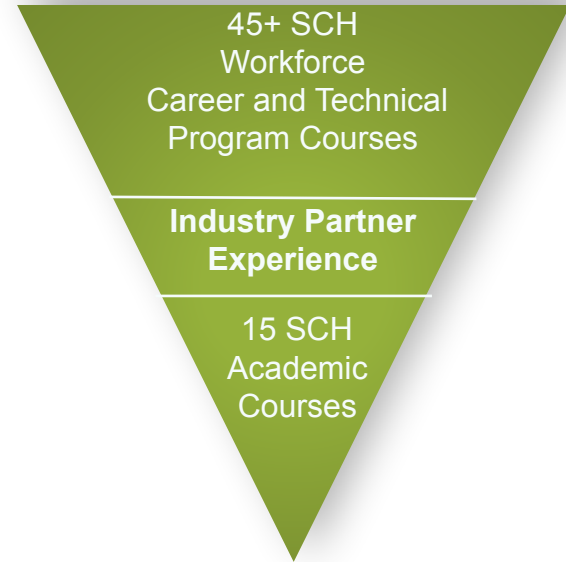 45+ SCH
Workforce
Career and Technical
Program Courses
Industry Partner
Experience
15 SCH
Academic
Courses